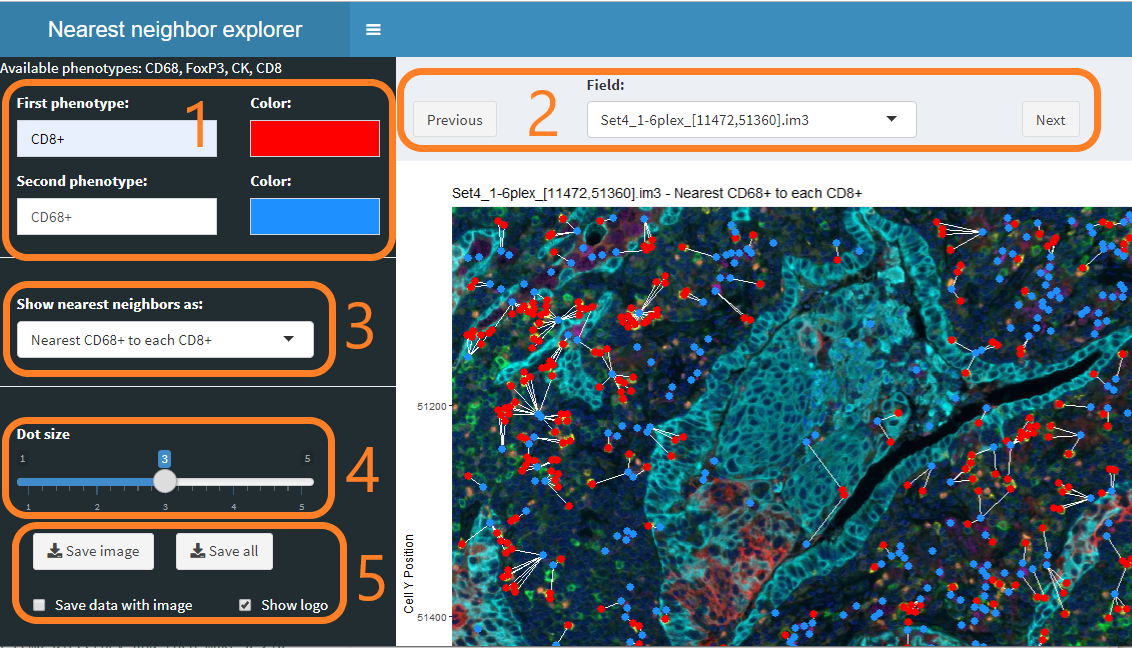 Nearest neighbor explorer
Available phenotypes: CD68, FoxP3, CK, CD8
First phenotype:
Color:
1
CD8+
Second phenotype:
Color:
CD68+
Field:
Previous
2
Set4_1-6plex_[11472,51360].im3
Next
Show nearest neighbors as:
Nearest CD68+ to each CD8+
3
Dot size
1
3
5
1 2 3 4 5
4
Save image
Save all
Save data with image
Show logo
5
Set4_1-6plex_[11472,51360].im3 - Nearest CD68+ to each CD8+
51200
51400
Cell Y Position